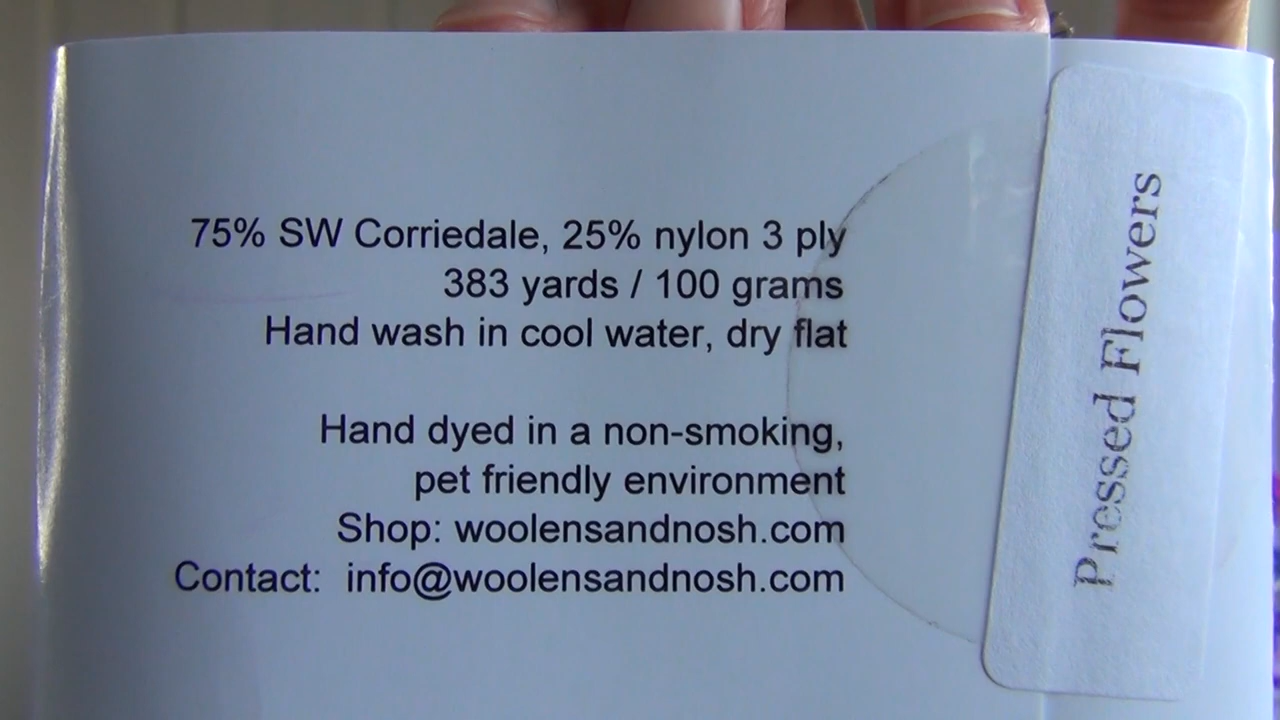 75% SW Corriedale, 25% nylon 3 ply
383 yards / 100 grams
Hand wash in cool water, dry flat
Hand dyed in a non-smoking,
pet friendly environment
Shop: woolensandnosh.com
Contact: info@woolensandnosh.com
Pressed Flowers